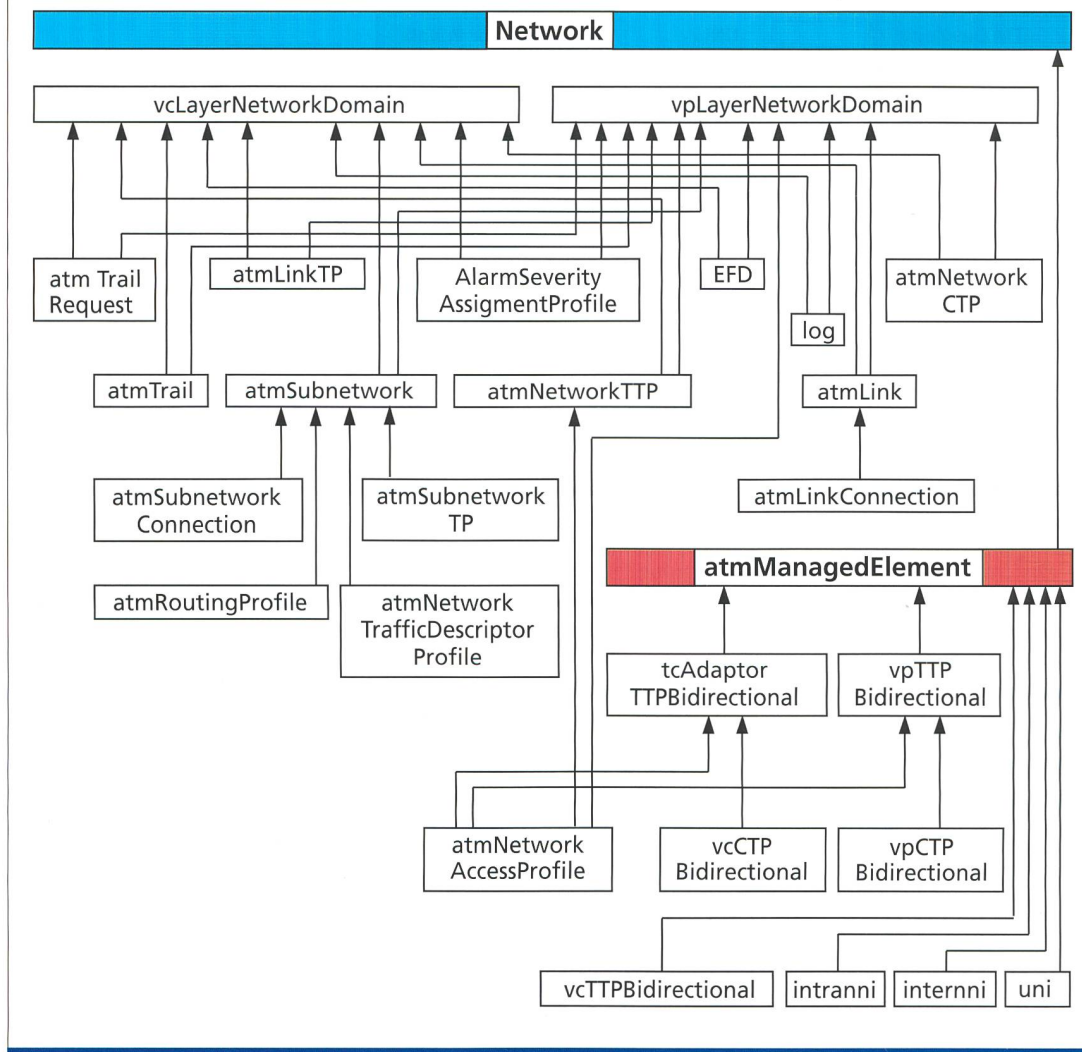 Network
vcLayerNetworkDomain
vpLayerNetworkDomain
atm Trail
Request
atmLinkTP
AlarmSeverity
AssigmentProfile
EFD
atmNetwork
CTP
log
atmTrail
atmSubnetwork
atmNetworkTTP
atmLink
atmSubnetwork
Connection
atmSubnetwork
TP
atmLinkConnection
atmManagedElement
atmRoutingProfile
atmNetwork
TrafficDescriptor
Profile
tcAdaptor
TTPBidirectional
vpTTP
Bidirectional
atmNetwork
AccessProfile
vcCTP
Bidirectional
vpCTP
Bidirectional
vcTTPBidirectional
intranni
internni
uni